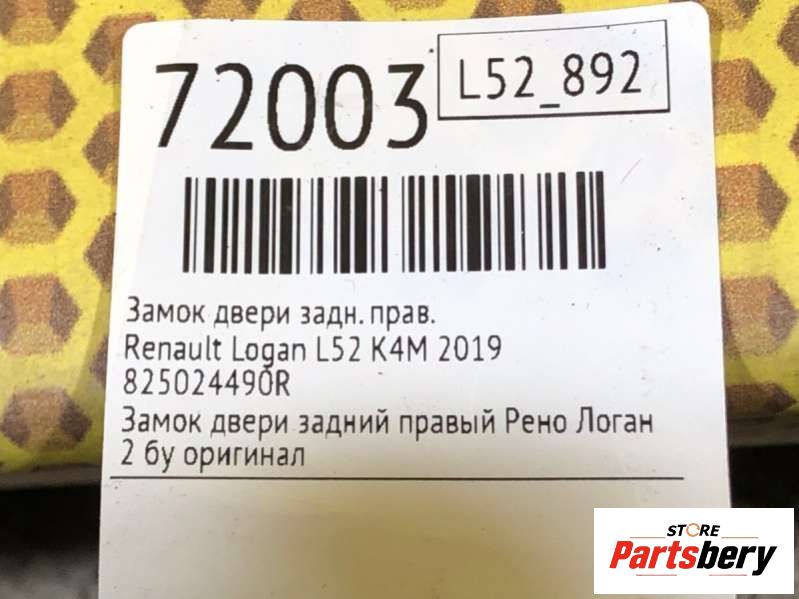 72003
L52_892
Замок двери задн. прав.
Renault Logan L52 K4M 2019
825024490R
Замок двери задний правый Рено Логан
2 бу оригинал
STORE
Partsbery